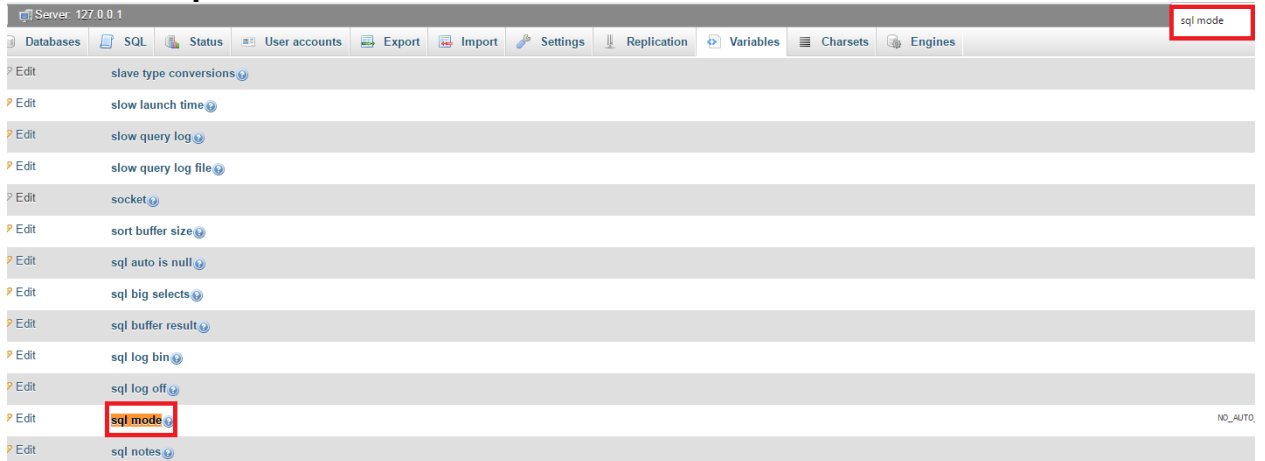 Server: 127.0.0.1
sql mode
Databases SQL Status User accounts Export Import Settings Replication Variables Charsets Engines
Edit slave type conversions
Edit slow launch time
Edit slow query log
Edit slow query log file
Edit socket
Edit sort buffer size
Edit sql auto is null
Edit sql big selects
Edit sql buffer result
Edit sql log bin
Edit sql log off
Edit sql mode NO_AUTO_
Edit sql notes